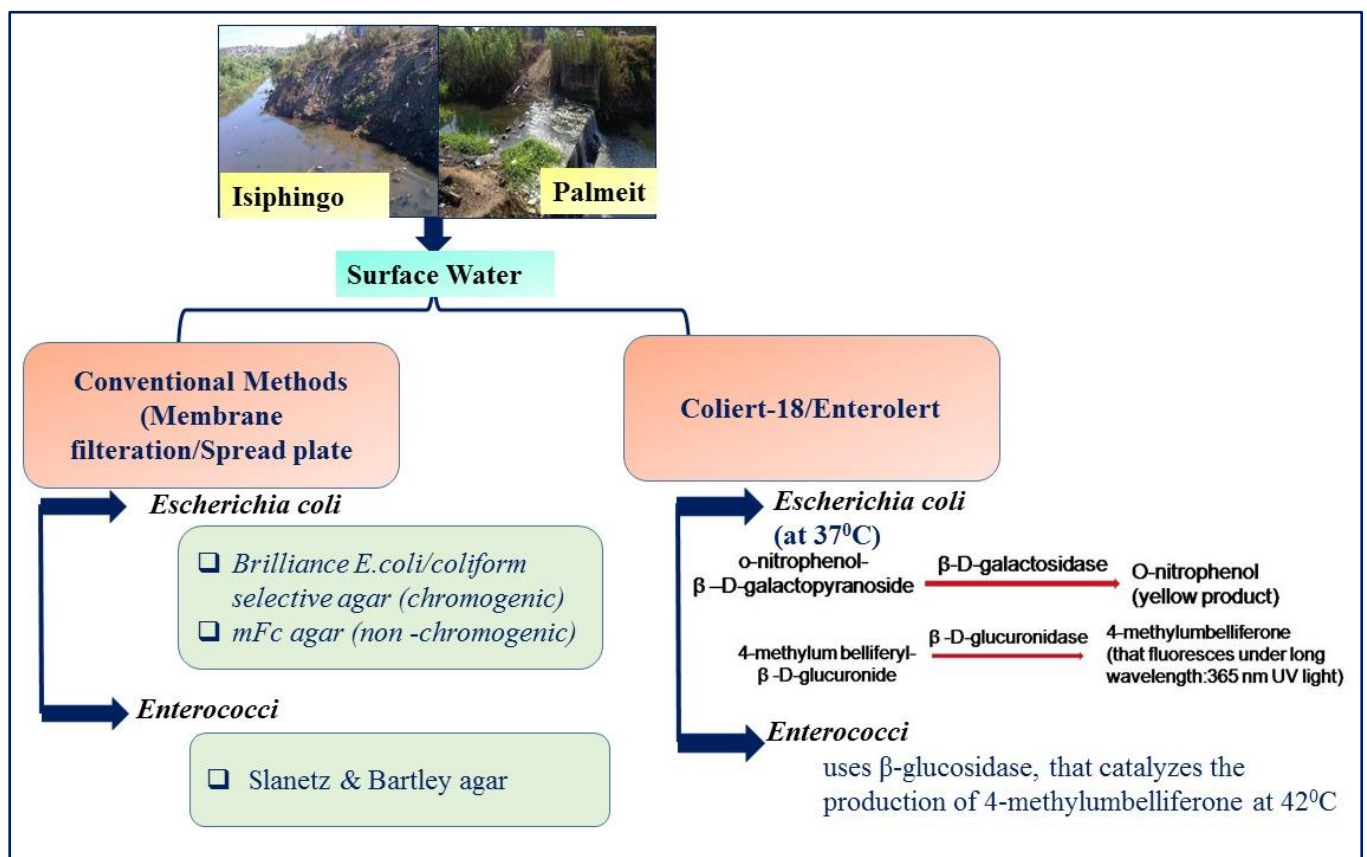 Isiphingo
Palmeit
Surface Water
Conventional Methods
(Membrane
filteration/Spread plate
Escherichia coli
❑ Brilliance E.coli/coliform
selective agar (chromogenic)
❑ mFc agar (non -chromogenic)
Enterococci
❑ Slanetz & Bartley agar
Coliert-18/Enterolert
Escherichia coli
(at 37⁰C)
o-nitrophenol-
β –D-galactopyranoside
β-D-galactosidase
O-nitrophenol
(yellow product)
4-methylum belliferyl-
β -D-glucuronide
β -D-glucuronidase
4-methylumbelliferone
(that fluoresces under long
wavelength:365 nm UV light)
Enterococci
uses β-glucosidase, that catalyzes the
production of 4-methylumbelliferone at 42⁰C